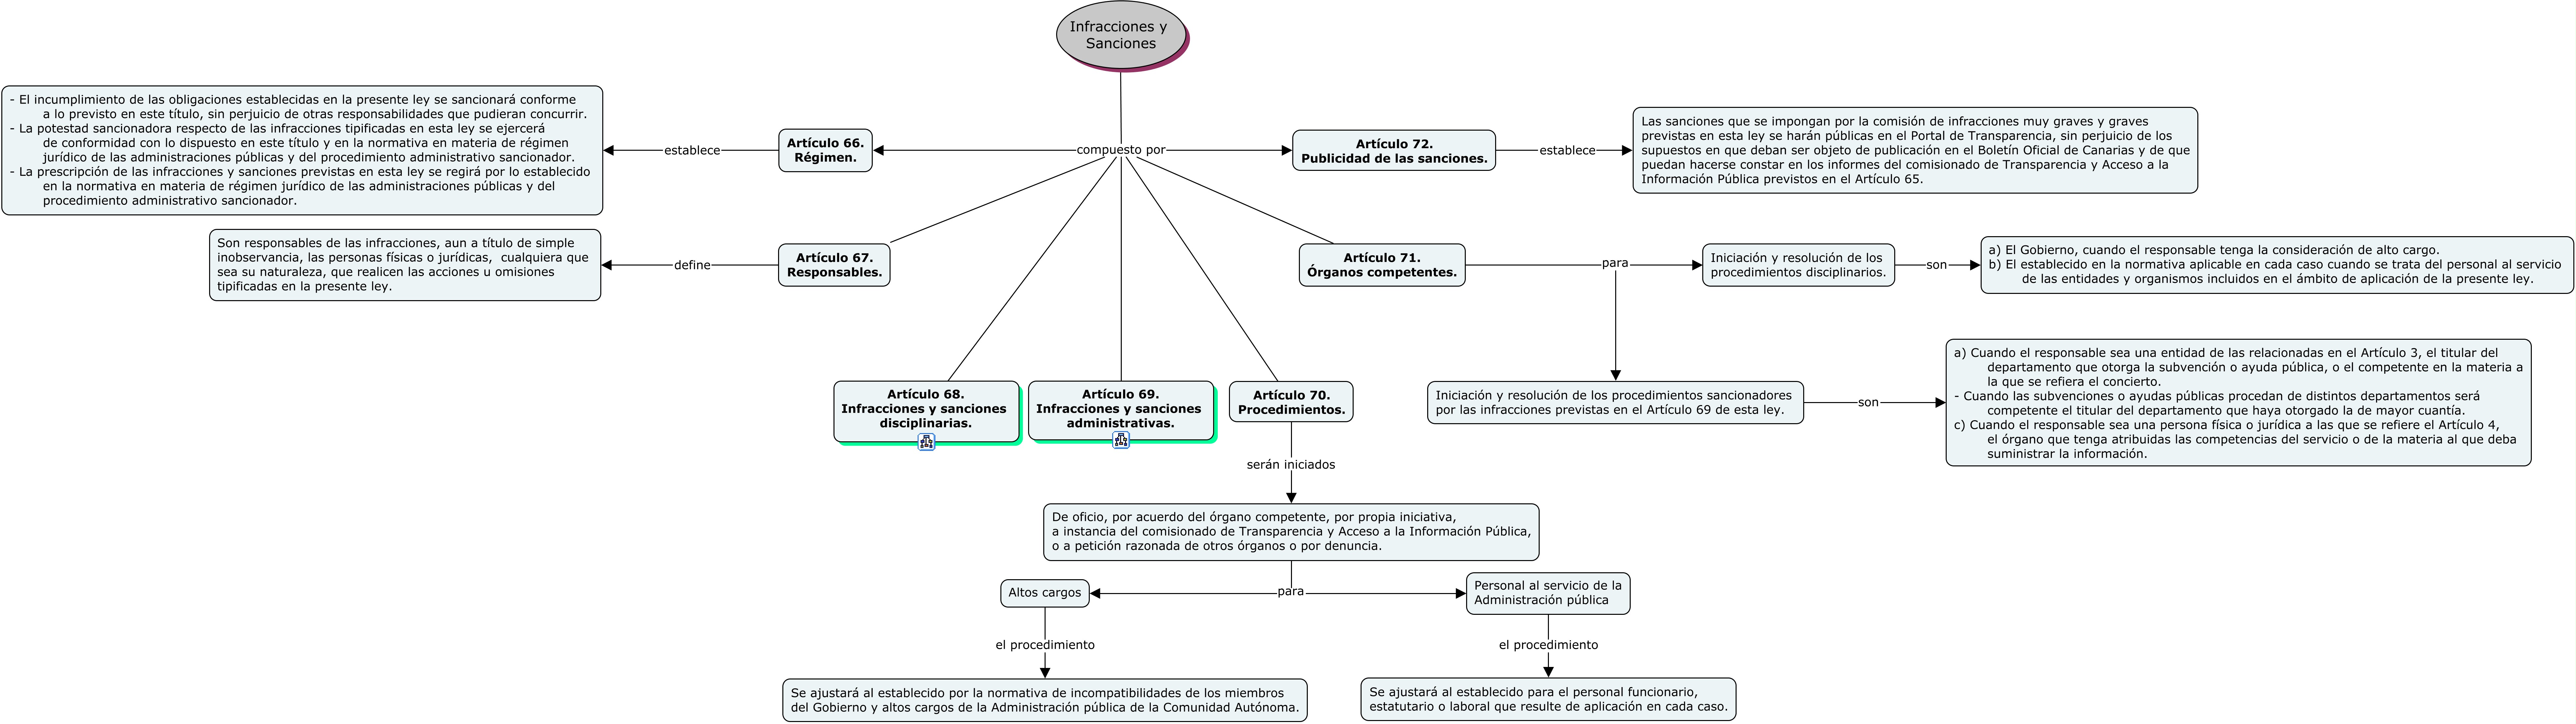 Infracciones y
Sanciones
compuesto por
Artículo 66.
Régimen.
establece
- El incumplimiento de las obligaciones establecidas en la presente ley se sancionará conforme
a lo previsto en este título, sin perjuicio de otras responsabilidades que pudieran concurrir.
- La potestad sancionadora respecto de las infracciones tipificadas en esta ley se ejercerá
de conformidad con lo dispuesto en este título y en la normativa en materia de régimen
jurídico de las administraciones públicas y del procedimiento administrativo sancionador.
- La prescripción de las infracciones y sanciones previstas en esta ley se regirá por lo establecido
en la normativa en materia de régimen jurídico de las administraciones públicas y del
procedimiento administrativo sancionador.
Artículo 72.
Publicidad de las sanciones.
establece
Las sanciones que se impongan por la comisión de infracciones muy graves y graves
previstas en esta ley se harán públicas en el Portal de Transparencia, sin perjuicio de los
supuestos en que deban ser objeto de publicación en el Boletín Oficial de Canarias y de que
puedan hacerse constar en los informes del comisionado de Transparencia y Acceso a la
Información Pública previstos en el Artículo 65.
Artículo 67.
Responsables.
define
Son responsables de las infracciones, aun a título de simple
inobservancia, las personas físicas o jurídicas, cualquiera que
sea su naturaleza, que realicen las acciones u omisiones
tipificadas en la presente ley.
Artículo 71.
Órganos competentes.
para
Iniciación y resolución de los
procedimientos disciplinarios.
son
a) El Gobierno, cuando el responsable tenga la consideración de alto cargo.
b) El establecido en la normativa aplicable en cada caso cuando se trata del personal al servicio
de las entidades y organismos incluidos en el ámbito de aplicación de la presente ley.
Iniciación y resolución de los procedimientos sancionadores
por las infracciones previstas en el Artículo 69 de esta ley.
son
a) Cuando el responsable sea una entidad de las relacionadas en el Artículo 3, el titular del
departamento que otorga la subvención o ayuda pública, o el competente en la materia a
la que se refiera el concierto.
- Cuando las subvenciones o ayudas públicas procedan de distintos departamentos será
competente el titular del departamento que haya otorgado la de mayor cuantía.
c) Cuando el responsable sea una persona física o jurídica a las que se refiere el Artículo 4,
el órgano que tenga atribuidas las competencias del servicio o de la materia al que deba
suministrar la información.
Artículo 68.
Infracciones y sanciones
disciplinarias.
Artículo 69.
Infracciones y sanciones
administrativas.
Artículo 70.
Procedimientos.
serán iniciados
De oficio, por acuerdo del órgano competente, por propia iniciativa,
a instancia del comisionado de Transparencia y Acceso a la Información Pública,
o a petición razonada de otros órganos o por denuncia.
para
Altos cargos
el procedimiento
Se ajustará al establecido por la normativa de incompatibilidades de los miembros
del Gobierno y altos cargos de la Administración pública de la Comunidad Autónoma.
Personal al servicio de la
Administración pública
el procedimiento
Se ajustará al establecido para el personal funcionario,
estatutario o laboral que resulte de aplicación en cada caso.